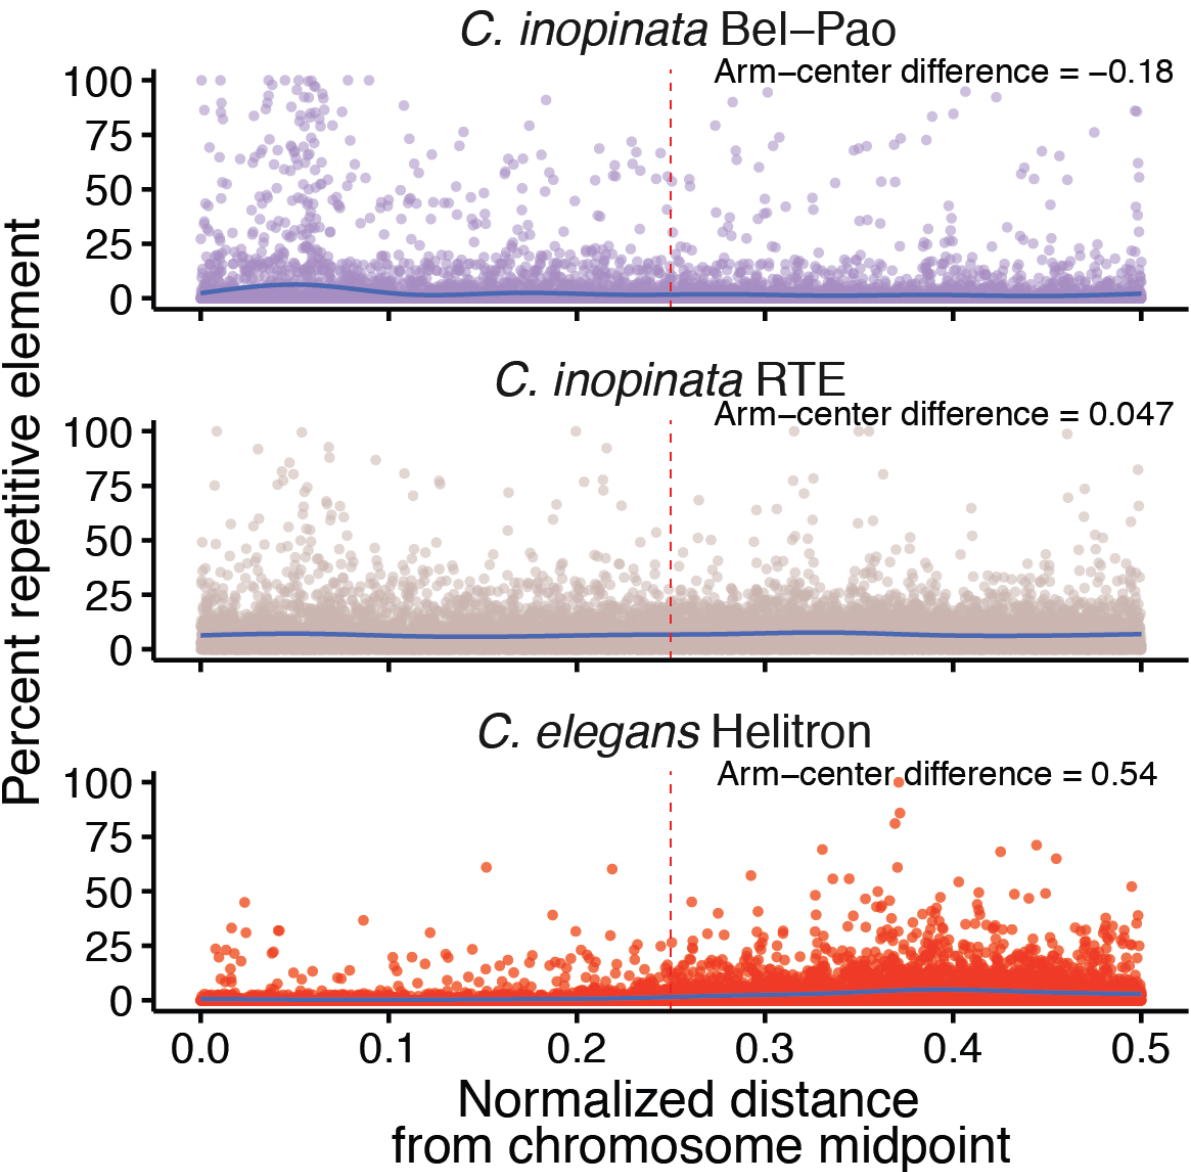 C. inopinata Bel–Pao
Arm–center difference = −0.18
100
75
50
25
0
C. inopinata RTE
Arm–center difference = 0.047
100
75
50
25
0
Percent repetitive element
C. elegans Helitron
Arm–center difference = 0.54
100
75
50
25
0
0.0 0.1 0.2 0.3 0.4 0.5
Normalized distance
from chromosome midpoint